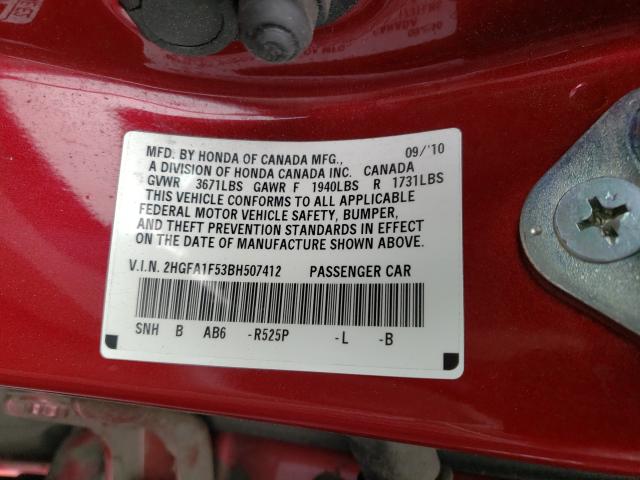 09/'10
MFD. BY HONDA OF CANADA MFG.,
A DIVISION OF HONDA CANADA INC. CANADA
GVWR 3671LBS GAWR F 1940LBS R 1731LBS
THIS VEHICLE CONFORMS TO ALL APPLICABLE
FEDERAL MOTOR VEHICLE SAFETY, BUMPER,
AND THEFT PREVENTION STANDARDS IN EFFECT
ON THE DATE OF MANUFACTURE SHOWN ABOVE.
V.I.N. 2HGFA1F53BH507412 PASSENGER CAR
SNH B AB6 -R525P -L -B